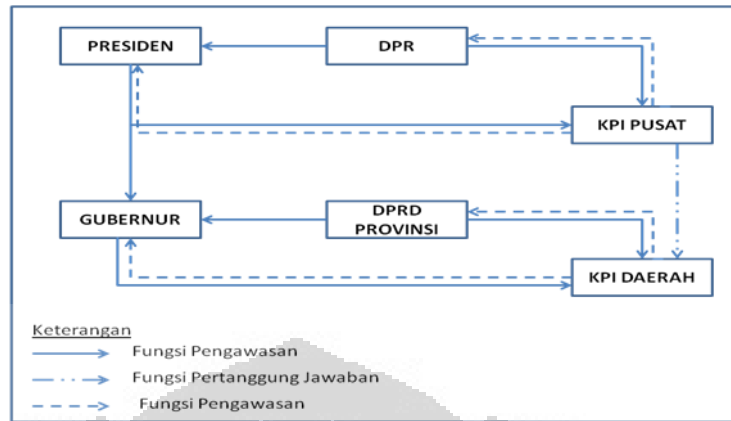 PRESIDEN
DPR
KPI PUSAT
GUBERNUR
DPRD
PROVINSI
KPI DAERAH
Keterangan
Fungsi Pengawasan
Fungsi Pertanggung Jawaban
Fungsi Pengawasan